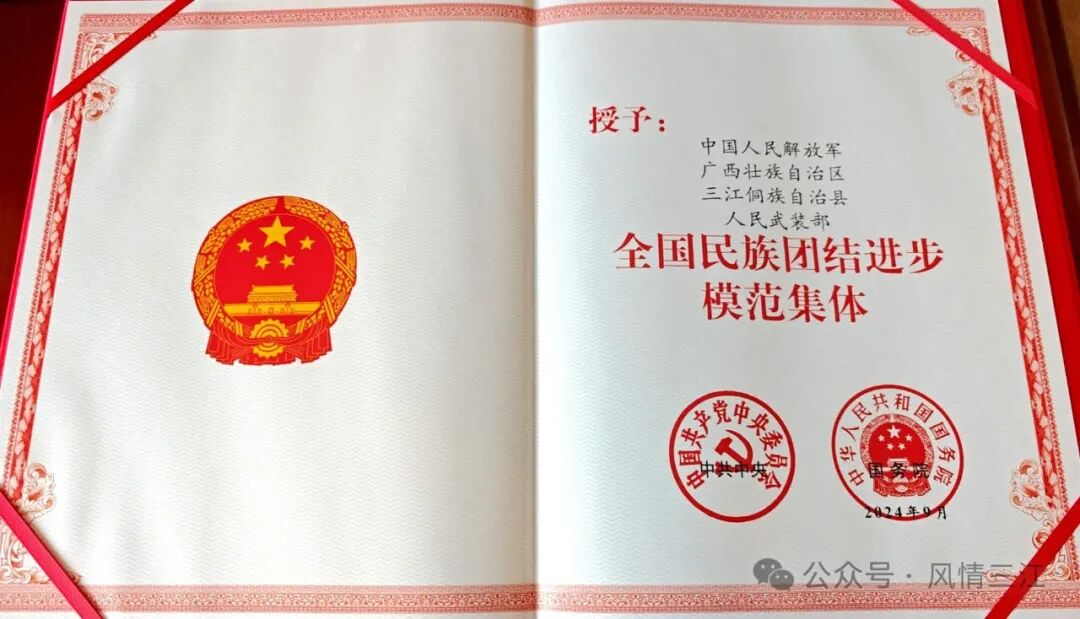 授予：
中国人民解放军
广西壮族自治区
三江侗族自治县
人民武装部
全国民族团结进步
模范集体
中国共产党中央委员会
中共中央
中华人民共和国国务院
国务院
2024年9月
公众号·风情三江